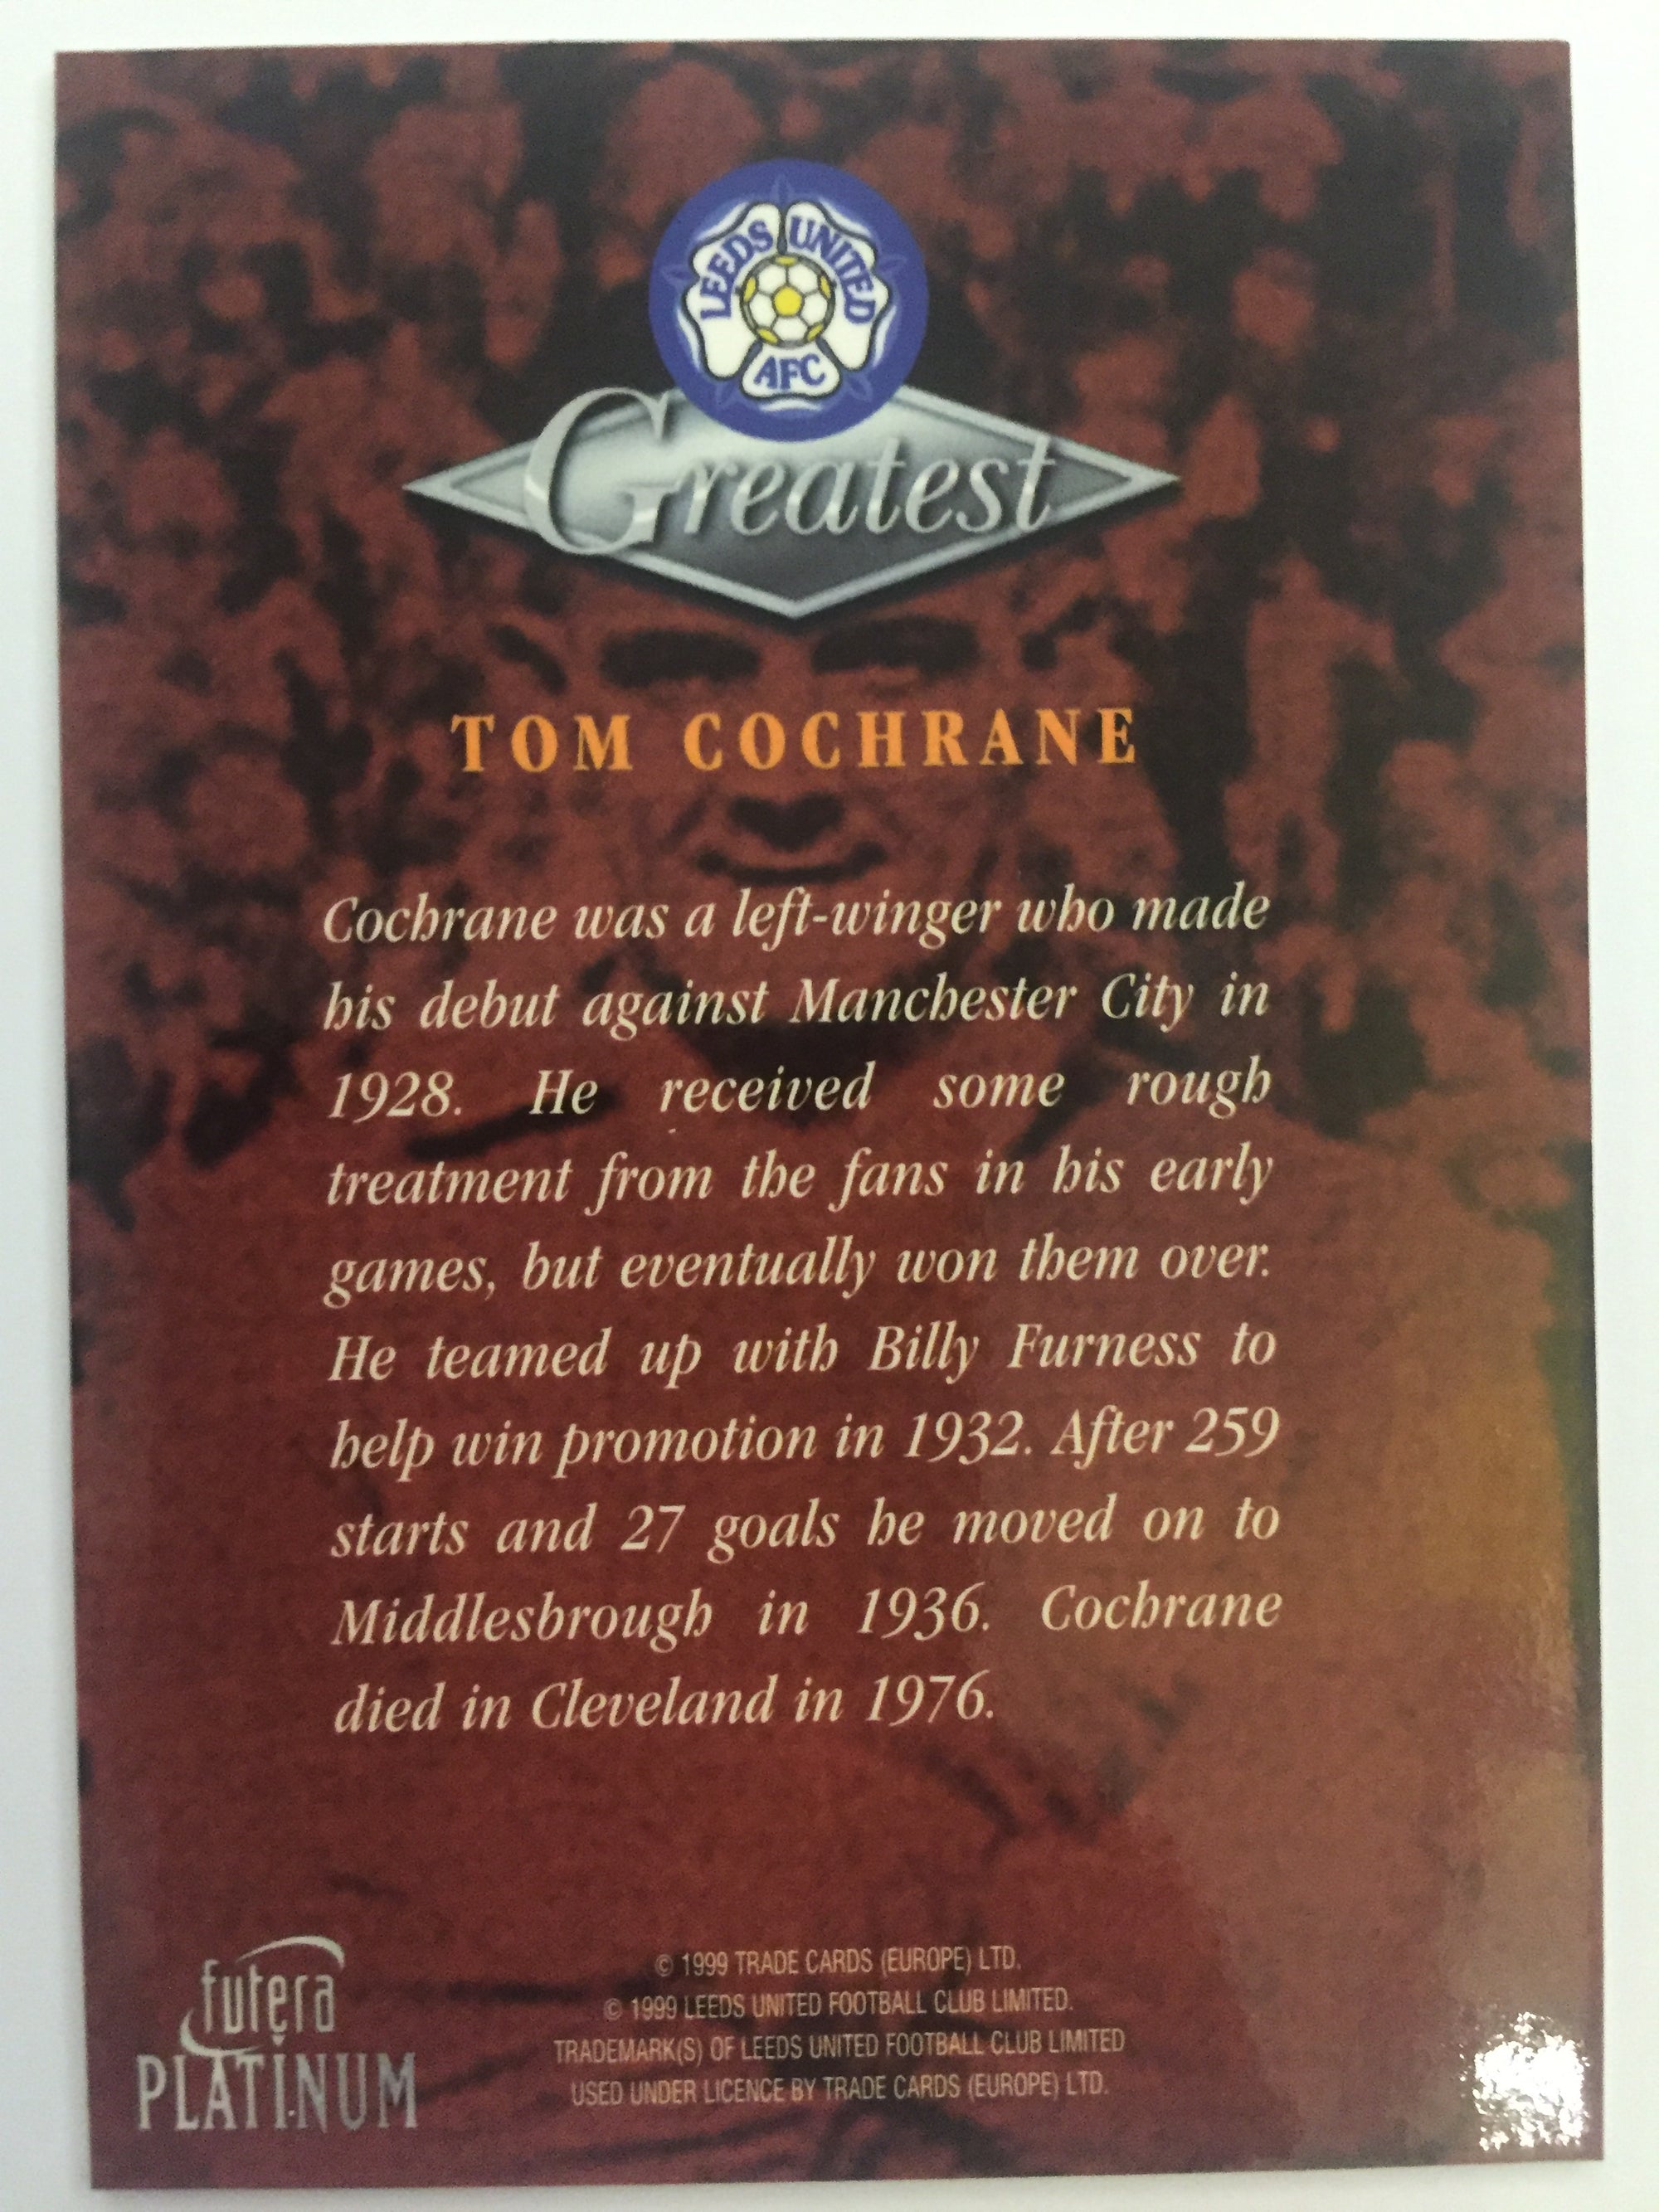 LEEDS UNITED
AFC
Greatest
TOM COCHRANE
Cochrane was a left-winger who made
his debut against Manchester City in
1928. He received some rough
treatment from the fans in his early
games, but eventually won them over.
He teamed up with Billy Furness to
help win promotion in 1932. After 259
starts and 27 goals he moved on to
Middlesbrough in 1936. Cochrane
died in Cleveland in 1976.
futera
PLATINUM
© 1999 TRADE CARDS (EUROPE) LTD.
© 1999 LEEDS UNITED FOOTBALL CLUB LIMITED.
TRADEMARK(S) OF LEEDS UNITED FOOTBALL CLUB LIMITED
USED UNDER LICENCE BY TRADE CARDS (EUROPE) LTD.